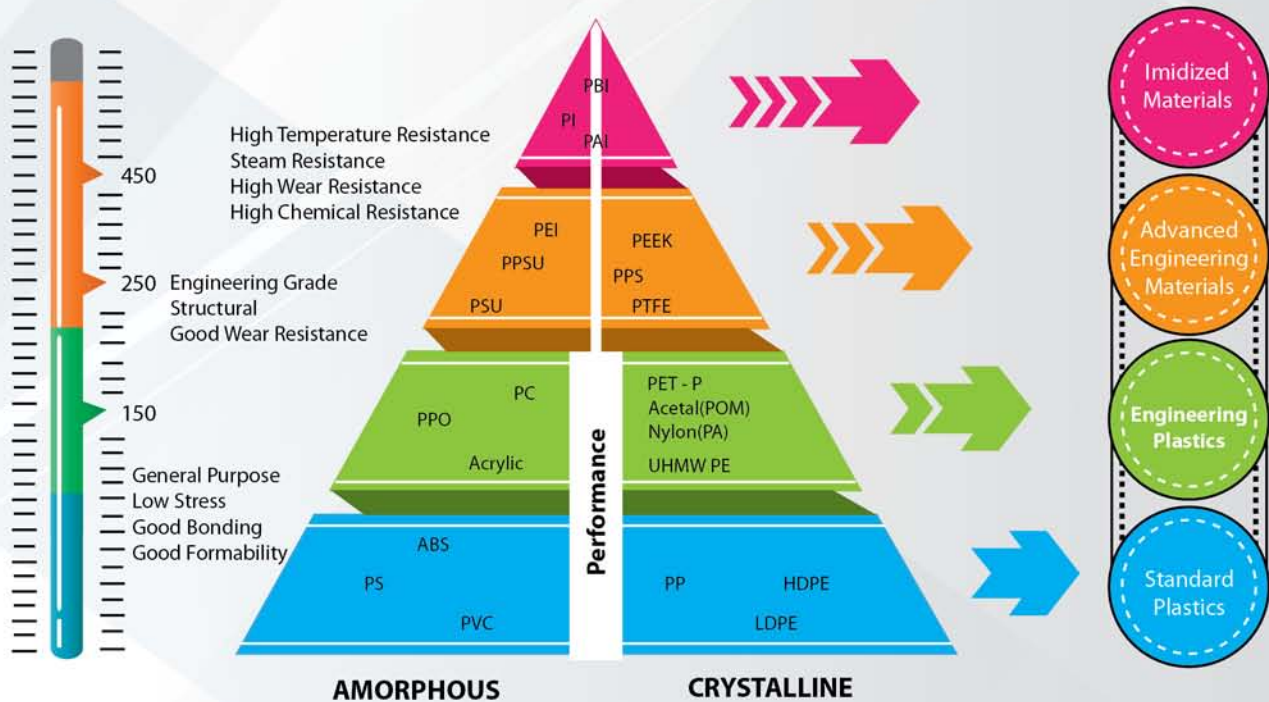 450
250
150
High Temperature Resistance
Steam Resistance
High Wear Resistance
High Chemical Resistance
Engineering Grade
Structural
Good Wear Resistance
General Purpose
Low Stress
Good Bonding
Good Formability
PBI
PI
PAI
PEI
PPSU
PSU
PEEK
PPS
PTFE
PC
PPO
Acrylic
PET - P
Acetal(POM)
Nylon(PA)
UHMW PE
ABS
PS
PVC
PP
HDPE
LDPE
Performance
AMORPHOUS
CRYSTALLINE
Imidized
Materials
Advanced
Engineering
Materials
Engineering
Plastics
Standard
Plastics